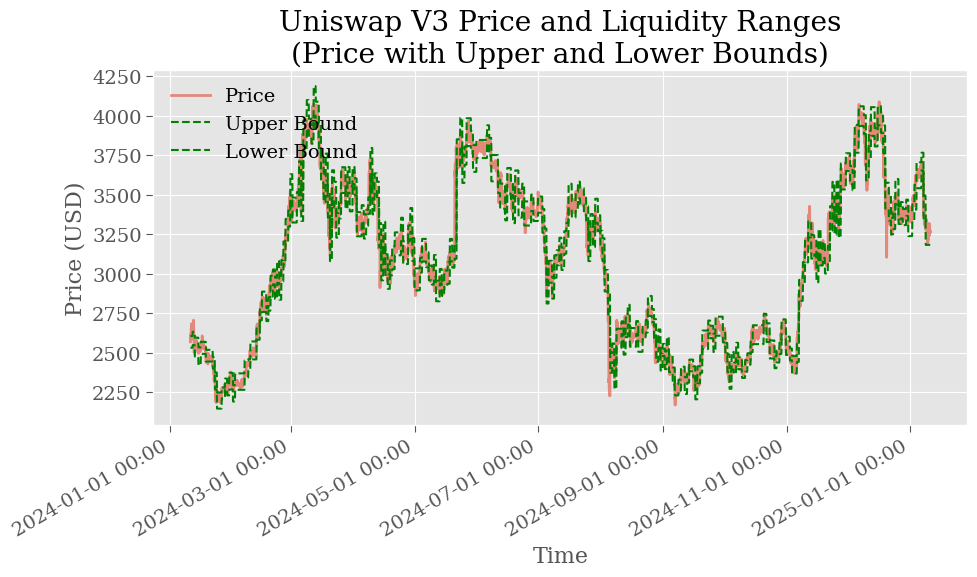 Uniswap V3 Price and Liquidity Ranges
(Price with Upper and Lower Bounds)
4250
4000
3750
3500
3250
3000
2750
2500
2250
Price (USD)
Price
Upper Bound
Lower Bound
2024-01-01 00:00
2024-03-01 00:00
2024-05-01 00:00
2024-07-01 00:00
2024-09-01 00:00
2024-11-01 00:00
2025-01-01 00:00
Time